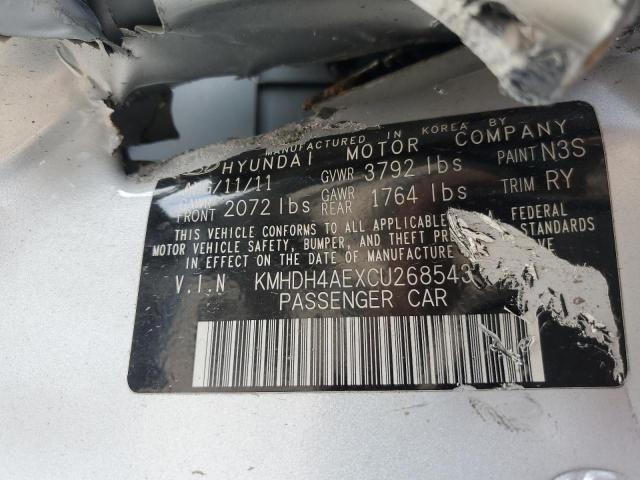 MANUFACTURED IN KOREA BY
HYUNDAI MOTOR COMPANY
AUG/11/11 GVWR 3792 lbs PAINT N3S
GAWR FRONT 2072 lbs GAWR REAR 1764 lbs TRIM RY
THIS VEHICLE CONFORMS TO ALL APPLICABLE FEDERAL
MOTOR VEHICLE SAFETY, BUMPER, AND THEFT STANDARDS
IN EFFECT ON THE DATE OF MANUFACTURE
V.I.N KMHDH4AEXCU268543
PASSENGER CAR